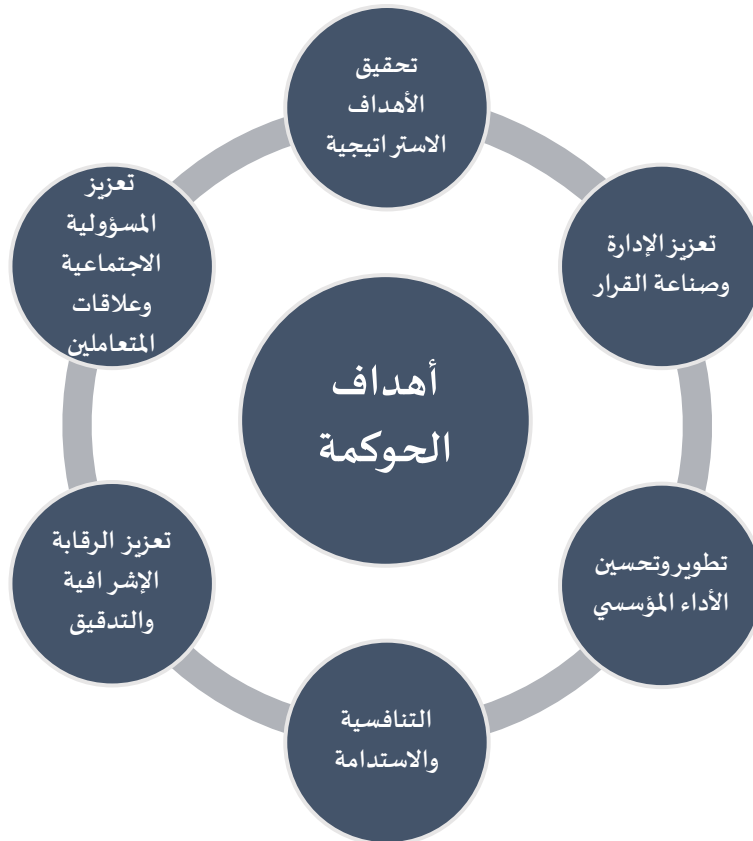 تحقيق
الأهداف
الاستراتيجية
تعزيز الإدارة
وصناعة القرار
تطوير وتحسين
الأداء المؤسسي
التنافسية
والاستدامة
تعزيز الرقابة
الإشرافية
والتدقيق
تعزيز
المسؤولية
الاجتماعية
وعلاقات
المتعاملين
أهداف
الحوكمة